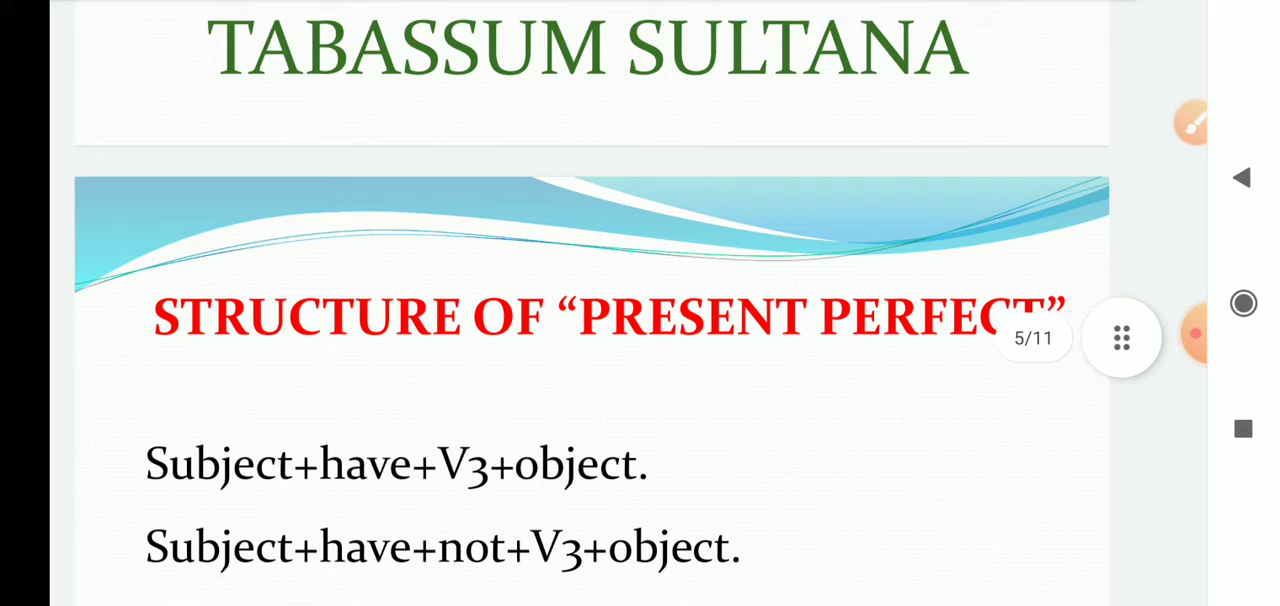 TABASSUM SULTANA
STRUCTURE OF “PRESENT PERFECT”
5/11
Subject+have+V3+object.
Subject+have+not+V3+object.